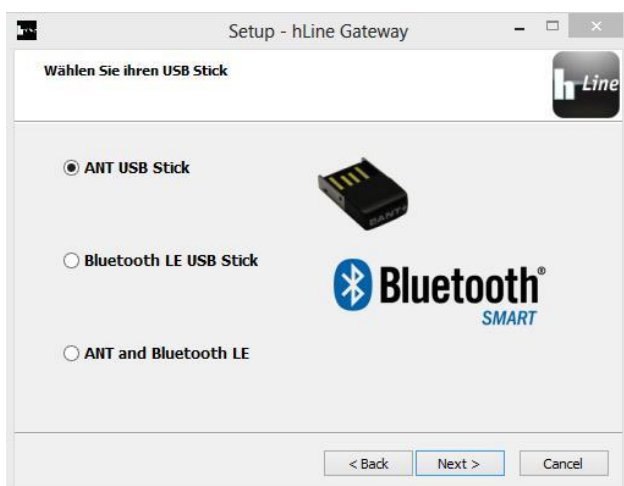 Setup - hLine Gateway
Wählen Sie ihren USB Stick
h Line
ANT USB Stick
ANT+
Bluetooth LE USB Stick
Bluetooth®
SMART
ANT and Bluetooth LE
< Back Next > Cancel